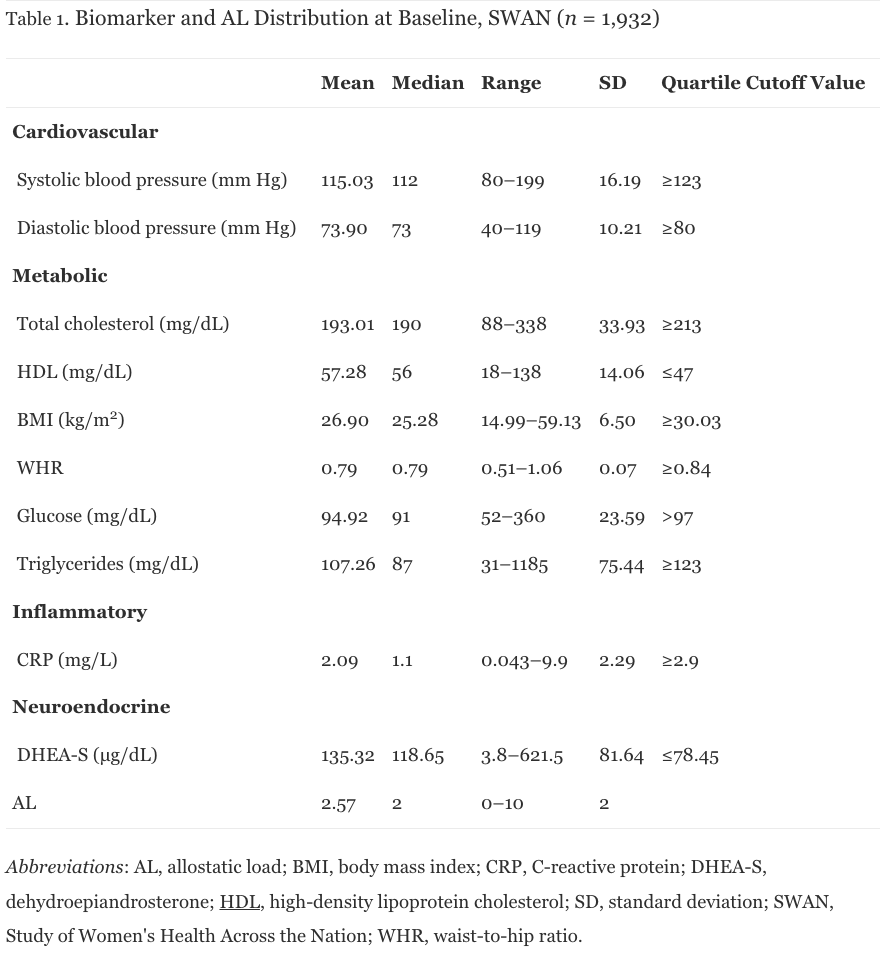 Table 1. Biomarker and AL Distribution at Baseline, SWAN (n = 1,932)
Mean Median Range SD Quartile Cutoff Value
Cardiovascular
Systolic blood pressure (mm Hg) 115.03 112 80–199 16.19 ≥123
Diastolic blood pressure (mm Hg) 73.90 73 40–119 10.21 ≥80
Metabolic
Total cholesterol (mg/dL) 193.01 190 88–338 33.93 ≥213
HDL (mg/dL) 57.28 56 18–138 14.06 ≤47
BMI (kg/m²) 26.90 25.28 14.99–59.13 6.50 ≥30.03
WHR 0.79 0.79 0.51–1.06 0.07 ≥0.84
Glucose (mg/dL) 94.92 91 52–360 23.59 >97
Triglycerides (mg/dL) 107.26 87 31–1185 75.44 ≥123
Inflammatory
CRP (mg/L) 2.09 1.1 0.043–9.9 2.29 ≥2.9
Neuroendocrine
DHEA-S (μg/dL) 135.32 118.65 3.8–621.5 81.64 ≤78.45
AL 2.57 2 0–10 2
Abbreviations: AL, allostatic load; BMI, body mass index; CRP, C-reactive protein; DHEA-S,
dehydroepiandrosterone; HDL, high-density lipoprotein cholesterol; SD, standard deviation; SWAN,
Study of Women's Health Across the Nation; WHR, waist-to-hip ratio.